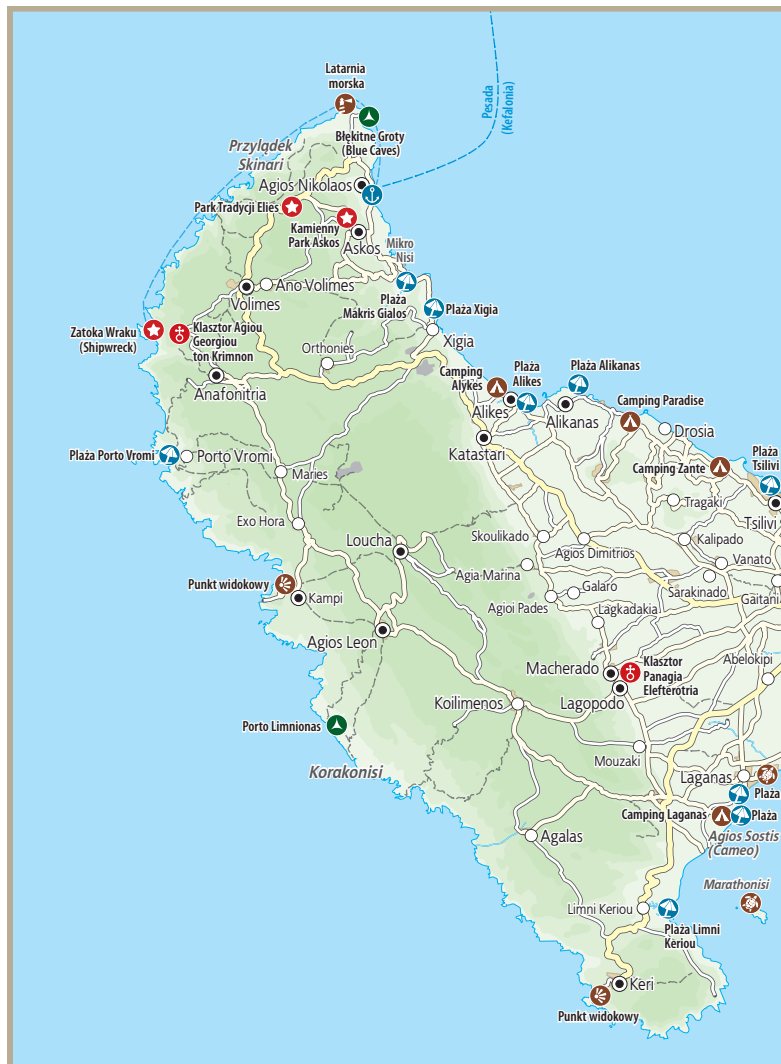 Latarnia
morska
Pesada
(Kefalonia)
Błękitne Groty
(Blue Caves)
Przylądek
Skinari
Agios Nikolaos
Park Tradycji Elies
Kamienny
Park Askos
Askos
Mikro
Nisi
Ano Volimes
Volimes
Plaża
Makris Gialos
Plaża Xigia
Zatoka Wraku
(Shipwreck)
Klasztor Agiou
Georgiou
ton Krimnon
Xigia
Orthonies
Anafonitria
Camping
Alykes
Plaża
Alikes
Plaża Alikanas
Alikes
Alikanas
Camping Paradise
Drosia
Katastari
Plaża Porto Vromi
Porto Vromi
Maries
Camping Zante
Plaża
Tsilivi
Tragaki
Tsilivi
Exo Hora
Loucha
Skoulikado
Agios Dimitrios
Kalipado
Vanato
Agia Marina
Punkt widokowy
Kampi
Galaro
Sarakinado
Gaitani
Agioi Pades
Lagkadakia
Agios Leon
Macherado
Klasztor
Panagia
Elefterotria
Abelokipi
Koilimenos
Lagopodo
Porto Limnionas
Mouzaki
Korakonisi
Laganas
Plaża
Camping Laganas
Plaża
Agios Sostis
(Cameo)
Agalas
Marathonisi
Limni Keriou
Plaża Limni
Keriou
Keri
Punkt widokowy